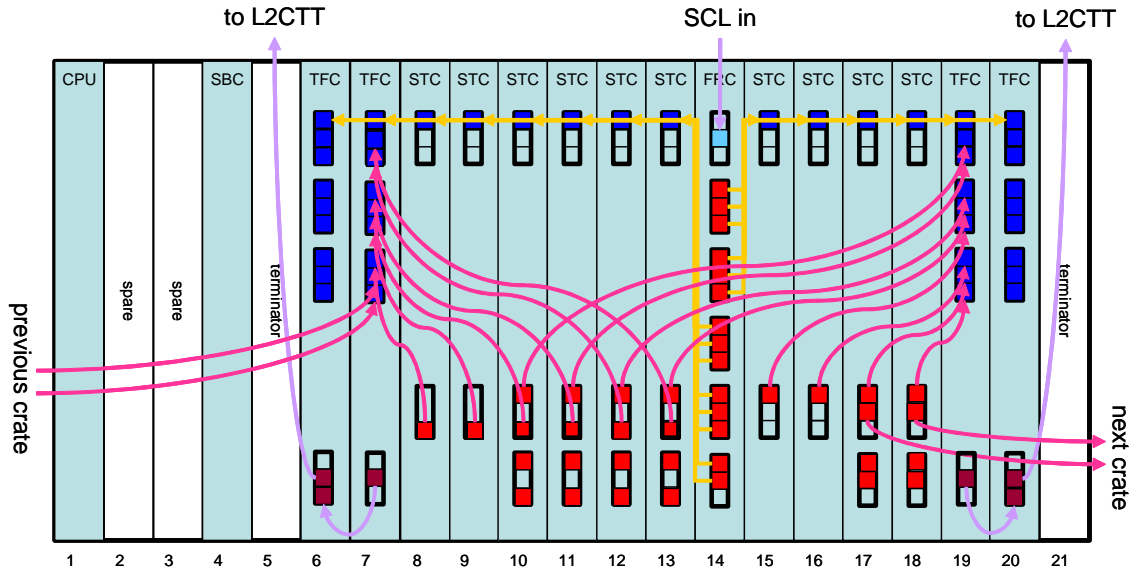 to L2CTT SCL in to L2CTT
CPU SBC TFC TFC STC STC STC STC STC STC FRC STC STC STC STC TFC TFC
spare
spare
terminator
terminator
previous crate
next crate
1 2 3 4 5 6 7 8 9 10 11 12 13 14 15 16 17 18 19 20 21